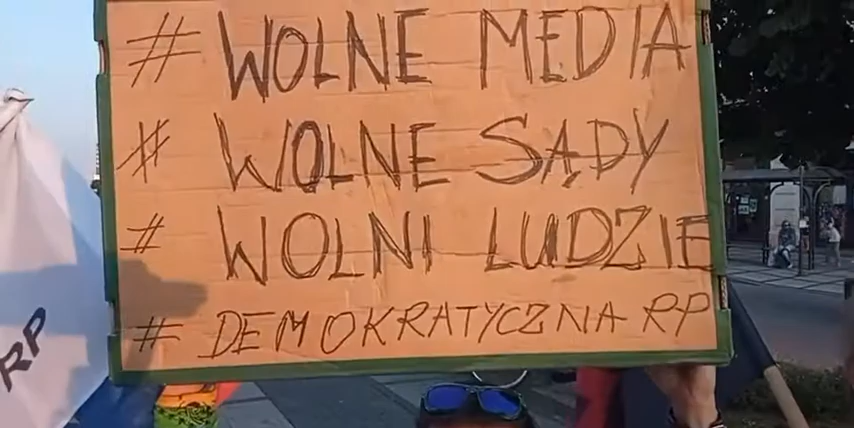 # WOLNE MEDIA
# WOLNE SĄDY
# WOLNI LUDZIE
# DEMOKRATYCZNA RP
RP